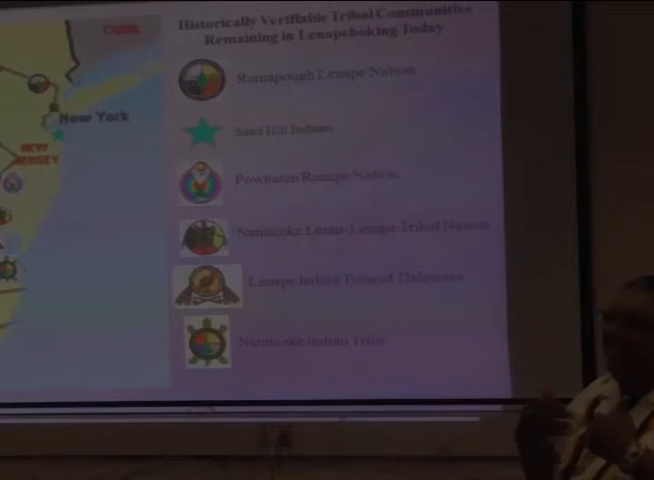 Historically Verifiable Tribal Communities
Remaining in Lenapehoking Today
CONN.
Ramapough Lenape Nation
New York
Sand Hill Indians
NEW
JERSEY
Powhatan Renape Nation
Nanticoke Lenni-Lenape Tribal Nation
Lenape Indian Tribe of Delaware
Nanticoke Indian Tribe